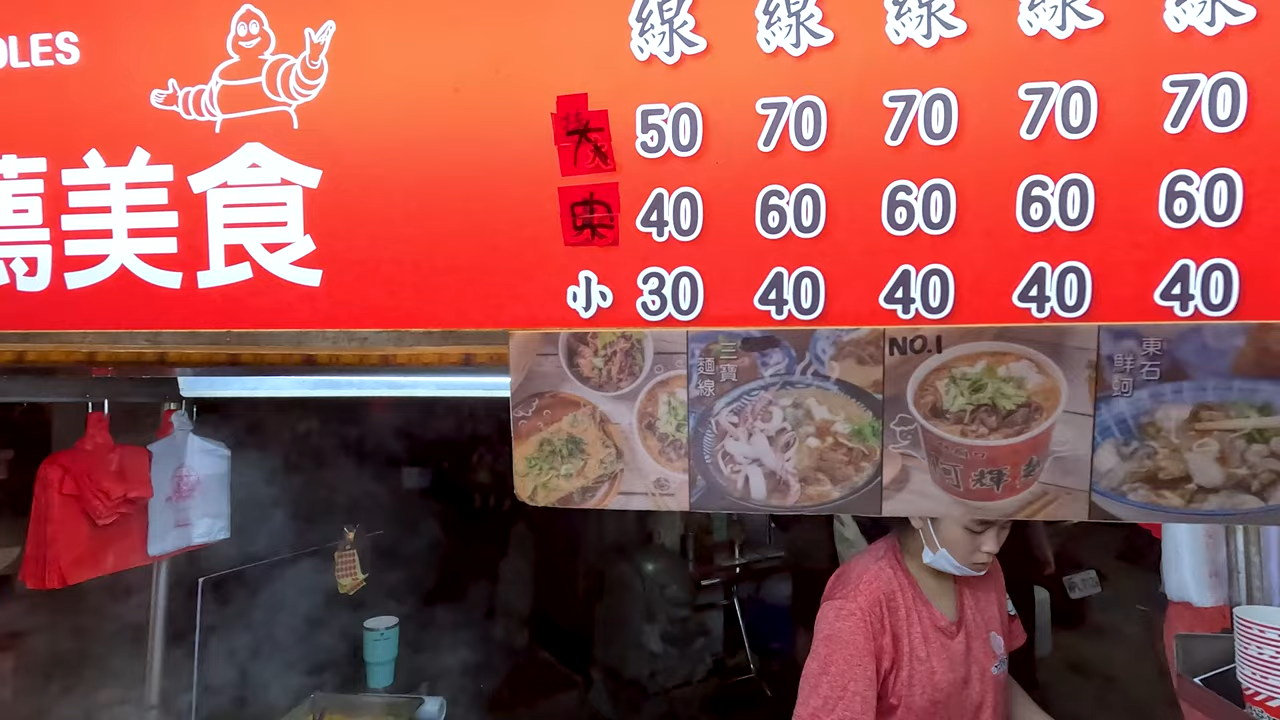 OLES
薦美食
線 線 線 線 線
大 50 70 70 70 70
中 40 60 60 60 60
小 30 40 40 40 40
三寶
麵線
NO.1
阿輝
東石
鮮蚵